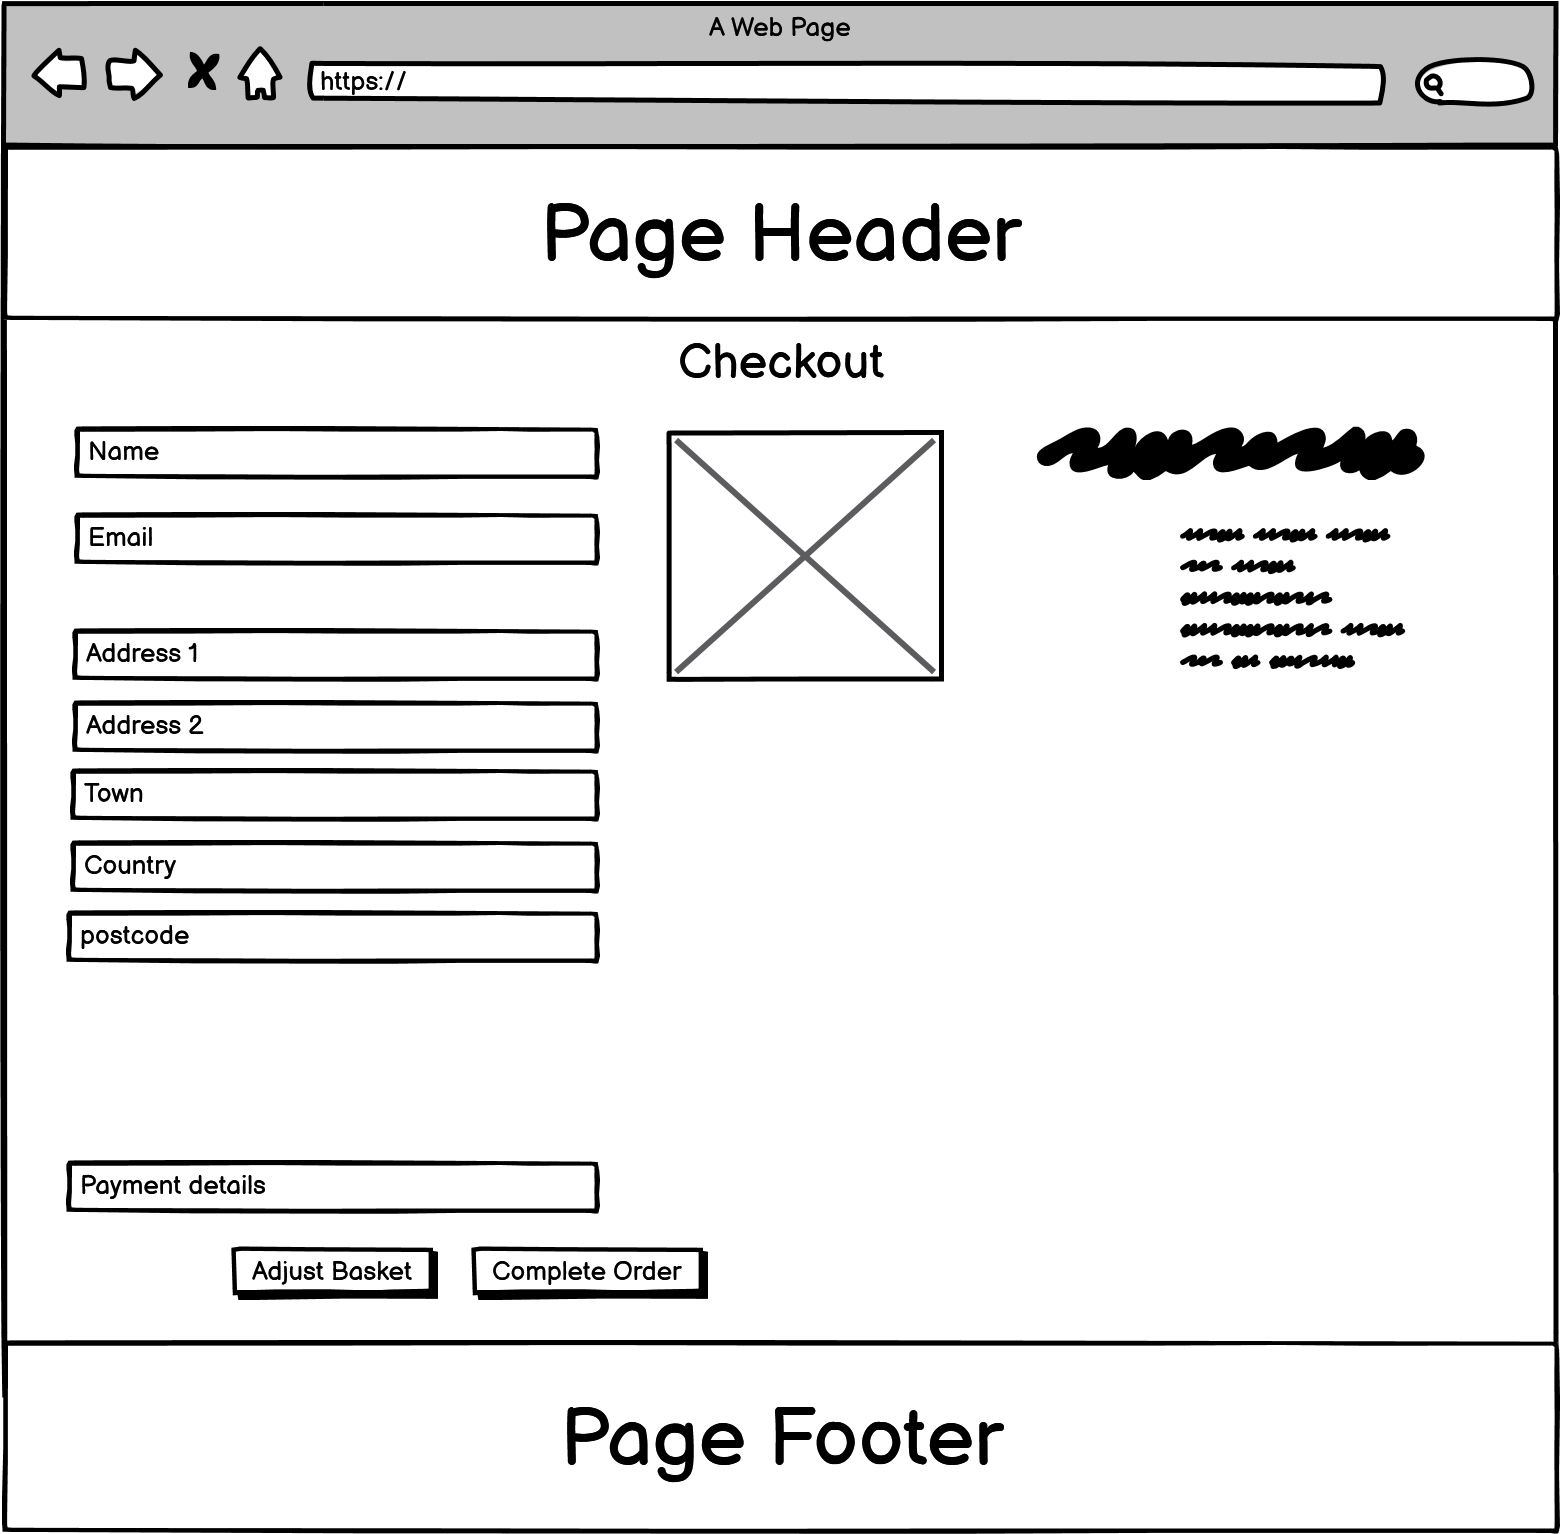 A Web Page
https://
Page Header
Checkout
Name
Email
Address 1
Address 2
Town
Country
postcode
Payment details
Adjust Basket
Complete Order
Page Footer